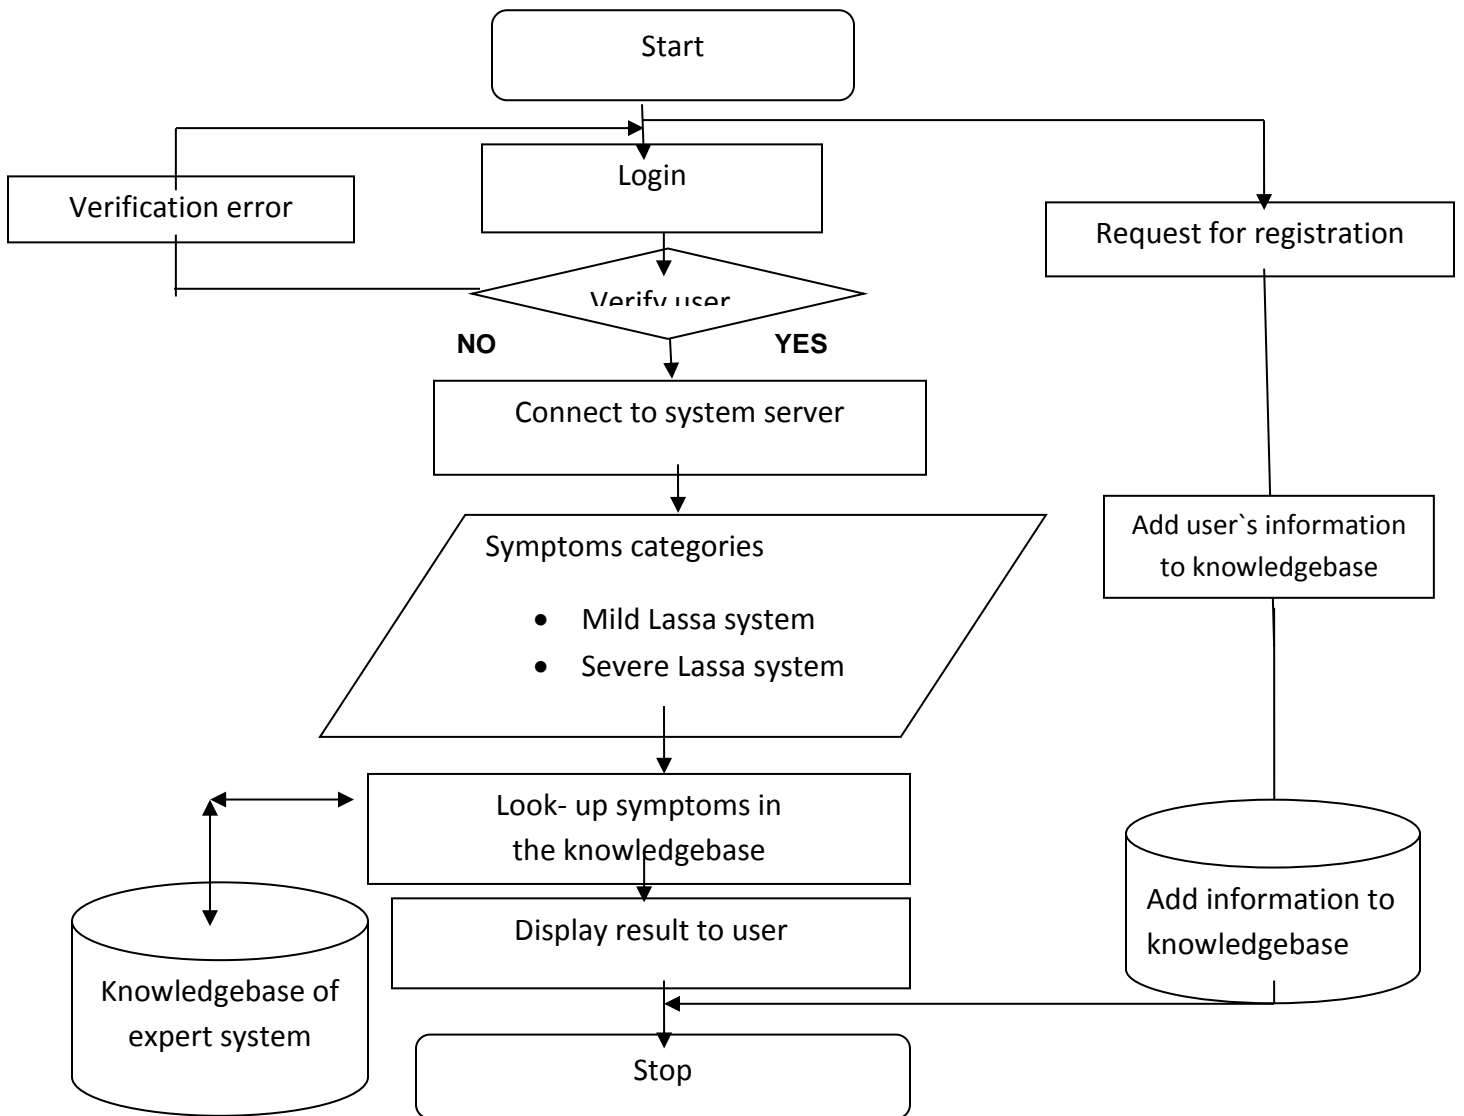 Start
Login
Verification error
Request for registration
Verify user
NO
YES
Connect to system server
Add user`s information
to knowledgebase
Symptoms categories
• Mild Lassa system
• Severe Lassa system
Look- up symptoms in
the knowledgebase
Add information to
knowledgebase
Display result to user
Knowledgebase of
expert system
Stop